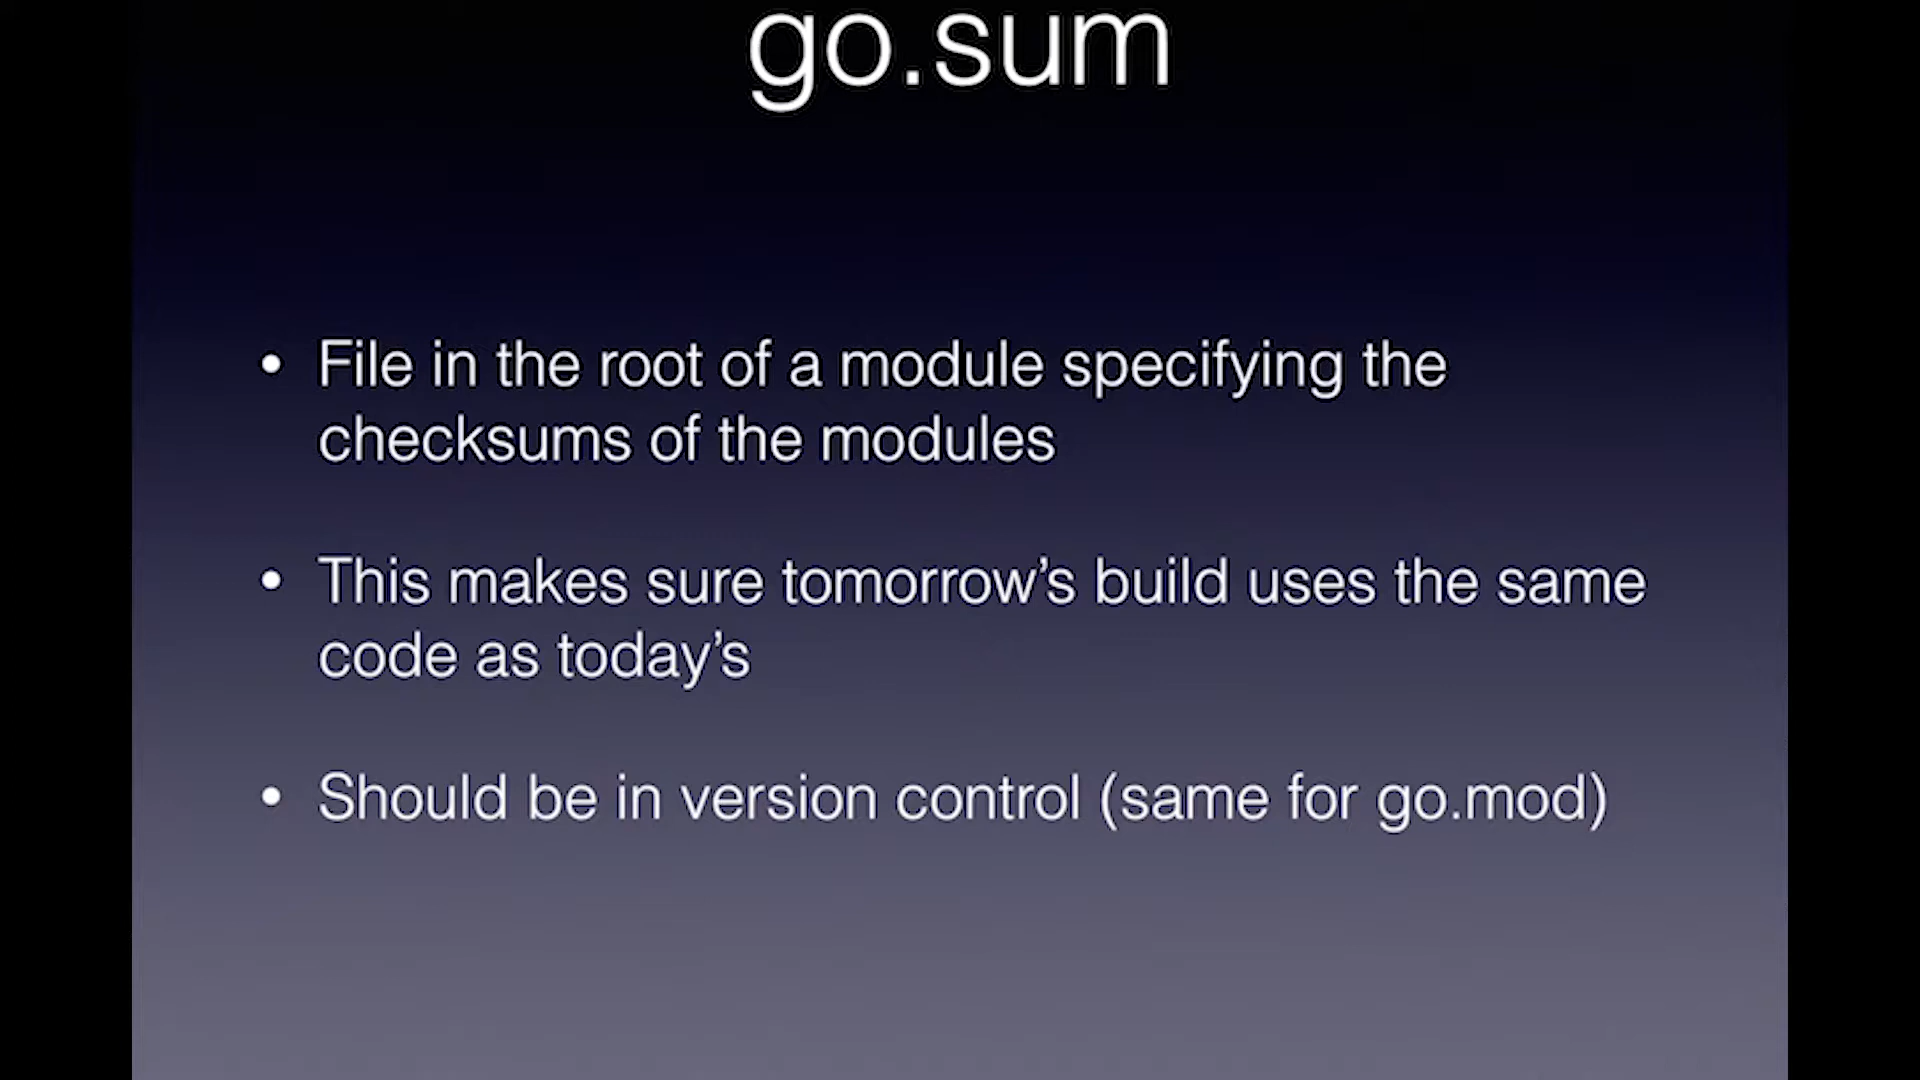 go.sum
• File in the root of a module specifying the
checksums of the modules
• This makes sure tomorrow’s build uses the same
code as today’s
• Should be in version control (same for go.mod)